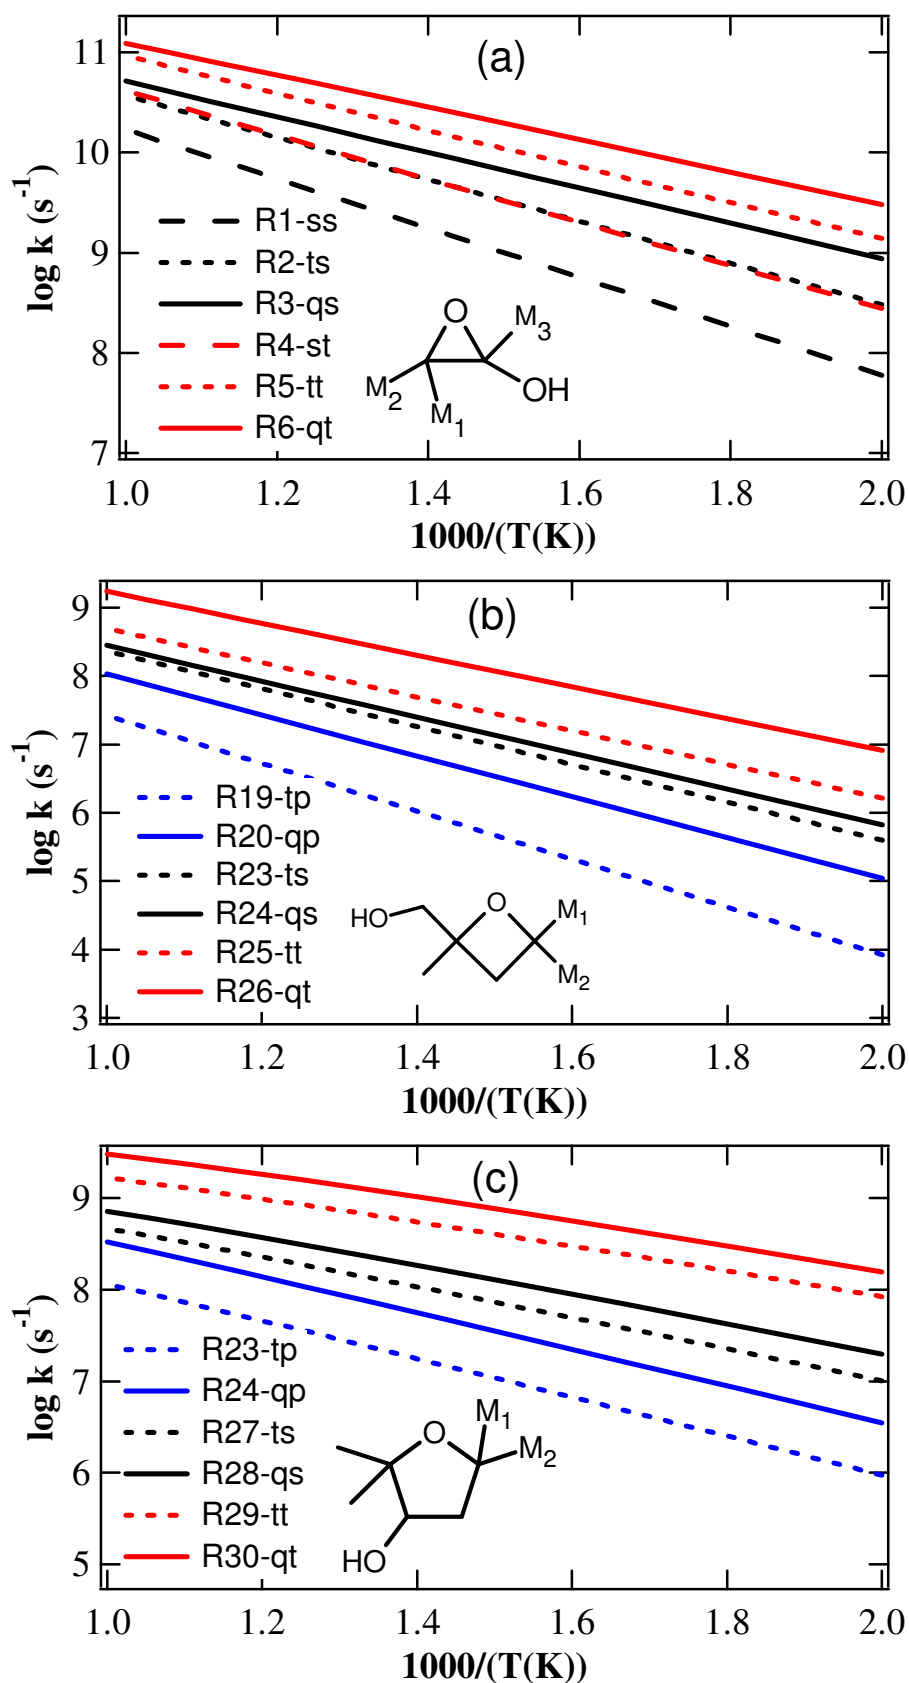 (a)
11
10
9
8
7
log k (s-1)
R1-ss
R2-ts
R3-qs
R4-st
R5-tt
R6-qt
O
M3
M2
M1
OH
1.0 1.2 1.4 1.6 1.8 2.0
1000/(T(K))
(b)
9
8
7
6
5
4
3
log k (s-1)
R19-tp
R20-qp
R23-ts
R24-qs
R25-tt
R26-qt
HO
O
M1
M2
1.0 1.2 1.4 1.6 1.8 2.0
1000/(T(K))
(c)
9
8
7
6
5
log k (s-1)
R23-tp
R24-qp
R27-ts
R28-qs
R29-tt
R30-qt
M1
O
M2
HO
1.0 1.2 1.4 1.6 1.8 2.0
1000/(T(K))